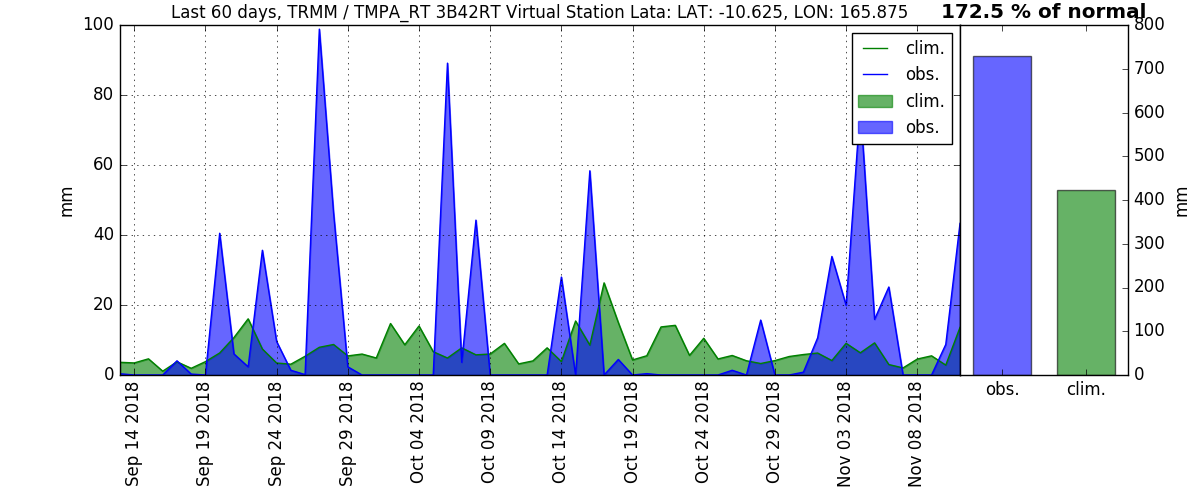 Last 60 days, TRMM / TMPA_RT 3B42RT Virtual Station Lata: LAT: -10.625, LON: 165.875
172.5 % of normal
100
80
60
40
20
0
mm
clim.
obs.
clim.
obs.
Sep 14 2018
Sep 19 2018
Sep 24 2018
Sep 29 2018
Oct 04 2018
Oct 09 2018
Oct 14 2018
Oct 19 2018
Oct 24 2018
Oct 29 2018
Nov 03 2018
Nov 08 2018
800
700
600
500
400
300
200
100
0
mm
obs.
clim.